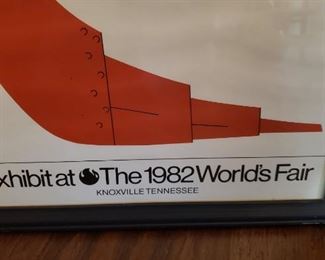 xhibit at The 1982 World's Fair
KNOXVILLE TENNESSEE